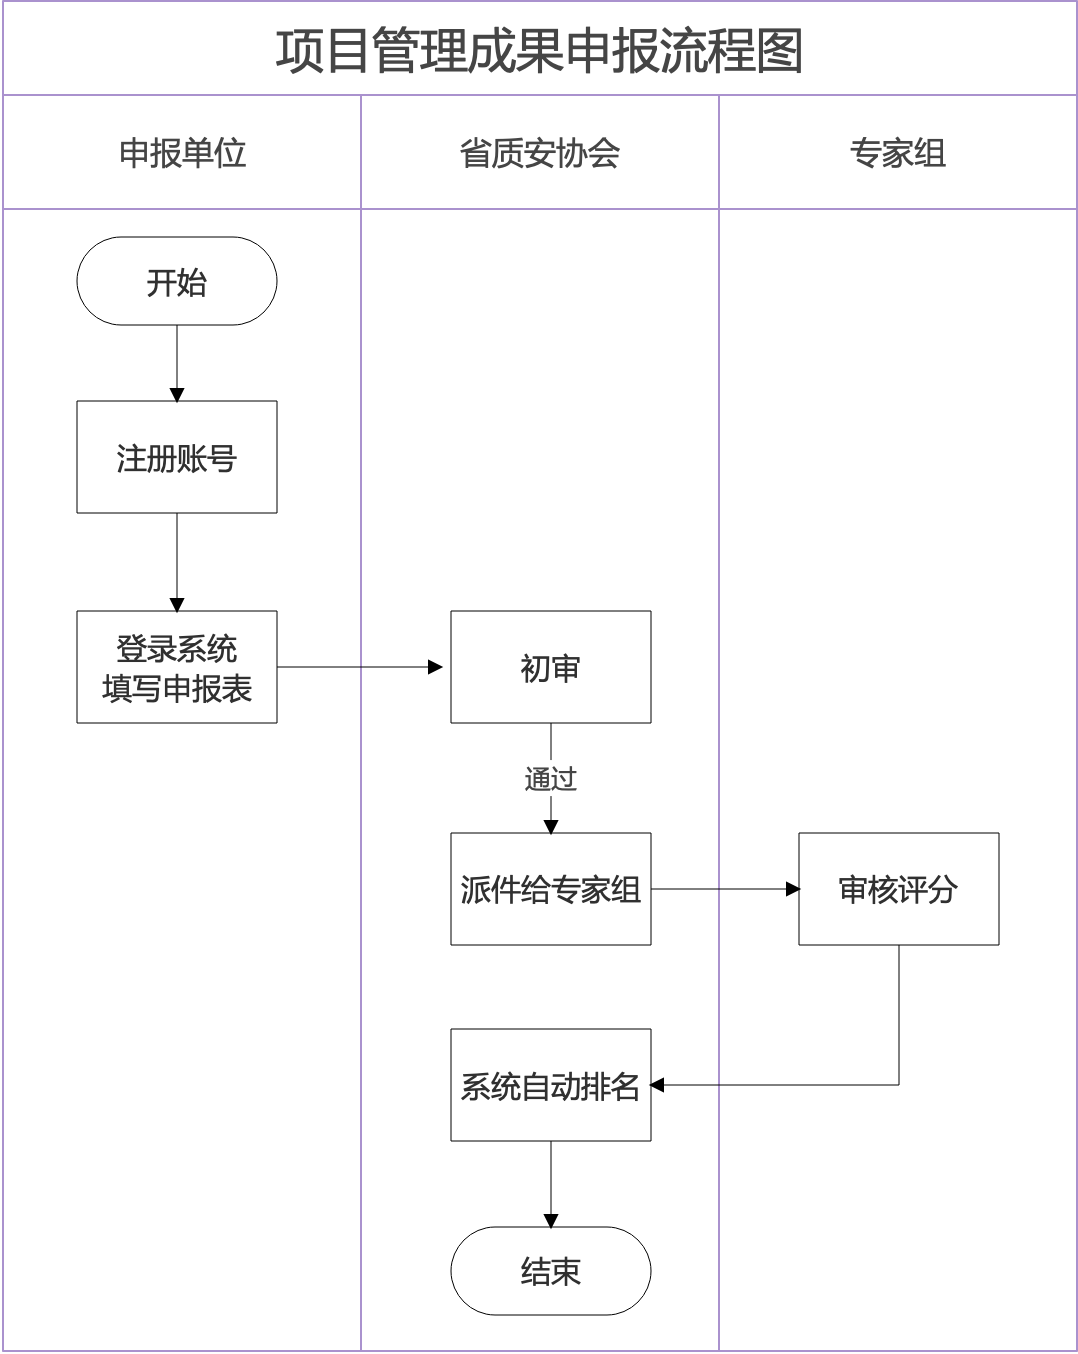 项目管理成果申报流程图
申报单位
省质安协会
专家组
开始
注册账号
登录系统
填写申报表
初审
通过
派件给专家组
审核评分
系统自动排名
结束